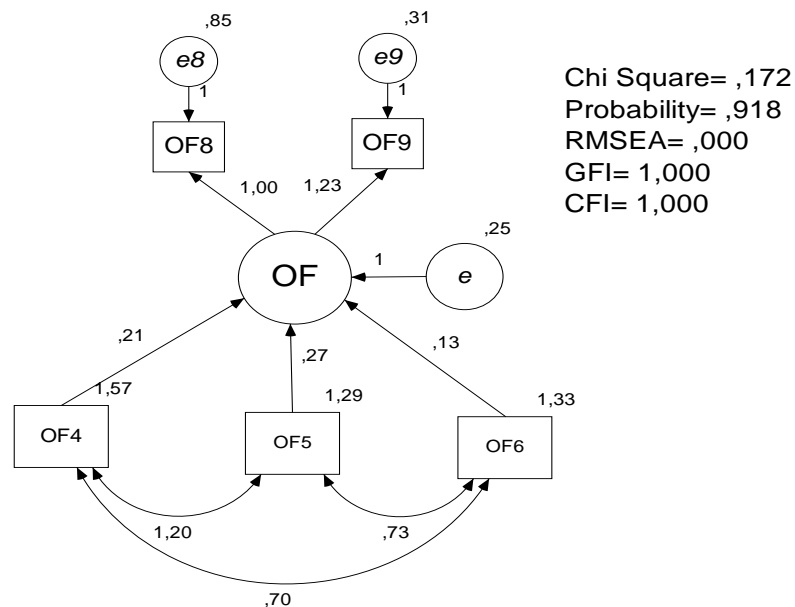 ,85
,31
e8
e9
1
1
OF8
OF9
Chi Square= ,172
Probability= ,918
RMSEA= ,000
GFI= 1,000
CFI= 1,000
1,00
1,23
,25
OF
1
e
,21
,27
,13
1,57
1,29
1,33
OF4
OF5
OF6
1,20
,73
,70